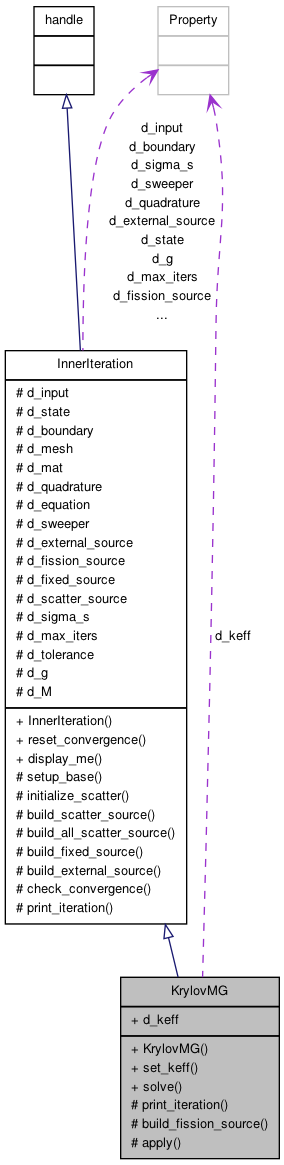 handle
Property
d_input
d_boundary
d_sigma_s
d_sweeper
d_quadrature
d_external_source
d_state
d_g
d_max_iters
d_fission_source
...
InnerIteration
# d_input
# d_state
# d_boundary
# d_mesh
# d_mat
# d_quadrature
# d_equation
# d_sweeper
# d_external_source
# d_fission_source
# d_fixed_source
# d_scatter_source
# d_sigma_s
# d_max_iters
# d_tolerance
# d_g
# d_M
+ InnerIteration()
+ reset_convergence()
+ display_me()
# setup_base()
# initialize_scatter()
# build_scatter_source()
# build_all_scatter_source()
# build_fixed_source()
# build_external_source()
# check_convergence()
# print_iteration()
d_keff
KrylovMG
+ d_keff
+ KrylovMG()
+ set_keff()
+ solve()
# print_iteration()
# build_fission_source()
# apply()